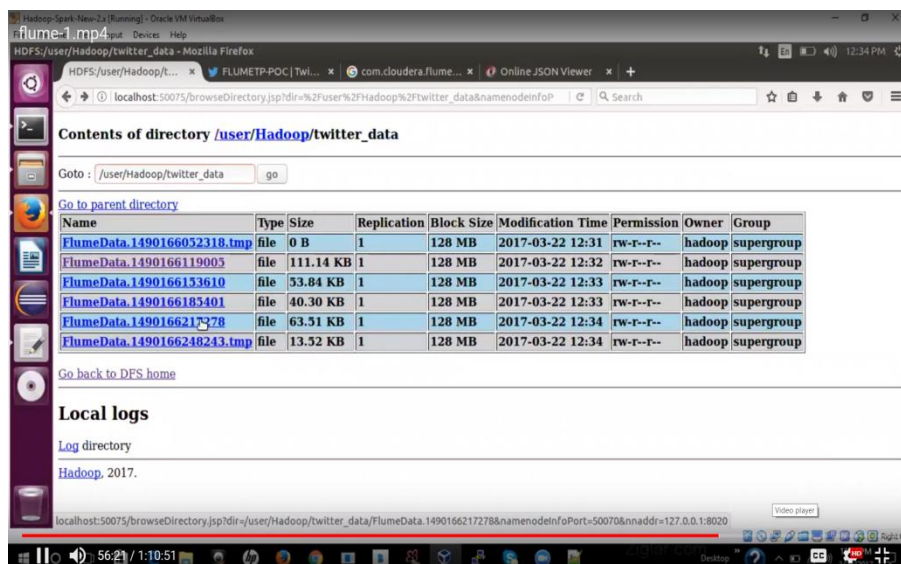 Hadoop-Spark-New-2.x [Running] - Oracle VM VirtualBox
flume-1.mp4
Input Devices Help
HDFS:/user/Hadoop/twitter_data - Mozilla Firefox
En 12:34 PM
HDFS:/user/Hadoop/t... × FLUMETP-POC | Twi... × com.cloudera.flume... × Online JSON Viewer × +
localhost:50075/browseDirectory.jsp?dir=%2Fuser%2FHadoop%2Ftwitter_data&namenodeInfoP Search
Contents of directory /user/Hadoop/twitter_data
Goto : /user/Hadoop/twitter_data go
Go to parent directory
Name Type Size Replication Block Size Modification Time Permission Owner Group
FlumeData.1490166052318.tmp file 0 B 1 128 MB 2017-03-22 12:31 rw-r--r-- hadoop supergroup
FlumeData.1490166119005 file 111.14 KB 1 128 MB 2017-03-22 12:32 rw-r--r-- hadoop supergroup
FlumeData.1490166153610 file 53.84 KB 1 128 MB 2017-03-22 12:33 rw-r--r-- hadoop supergroup
FlumeData.1490166185401 file 40.30 KB 1 128 MB 2017-03-22 12:33 rw-r--r-- hadoop supergroup
FlumeData.1490166217278 file 63.51 KB 1 128 MB 2017-03-22 12:34 rw-r--r-- hadoop supergroup
FlumeData.1490166248243.tmp file 13.52 KB 1 128 MB 2017-03-22 12:34 rw-r--r-- hadoop supergroup
Go back to DFS home
Local logs
Log directory
Hadoop, 2017.
Video player
localhost:50075/browseDirectory.jsp?dir=/user/Hadoop/twitter_data/FlumeData.1490166217278&namenodeInfoPort=50070&nnaddr=127.0.0.1:8020
Right
56:21 / 1:10:51 Desktop CC HD